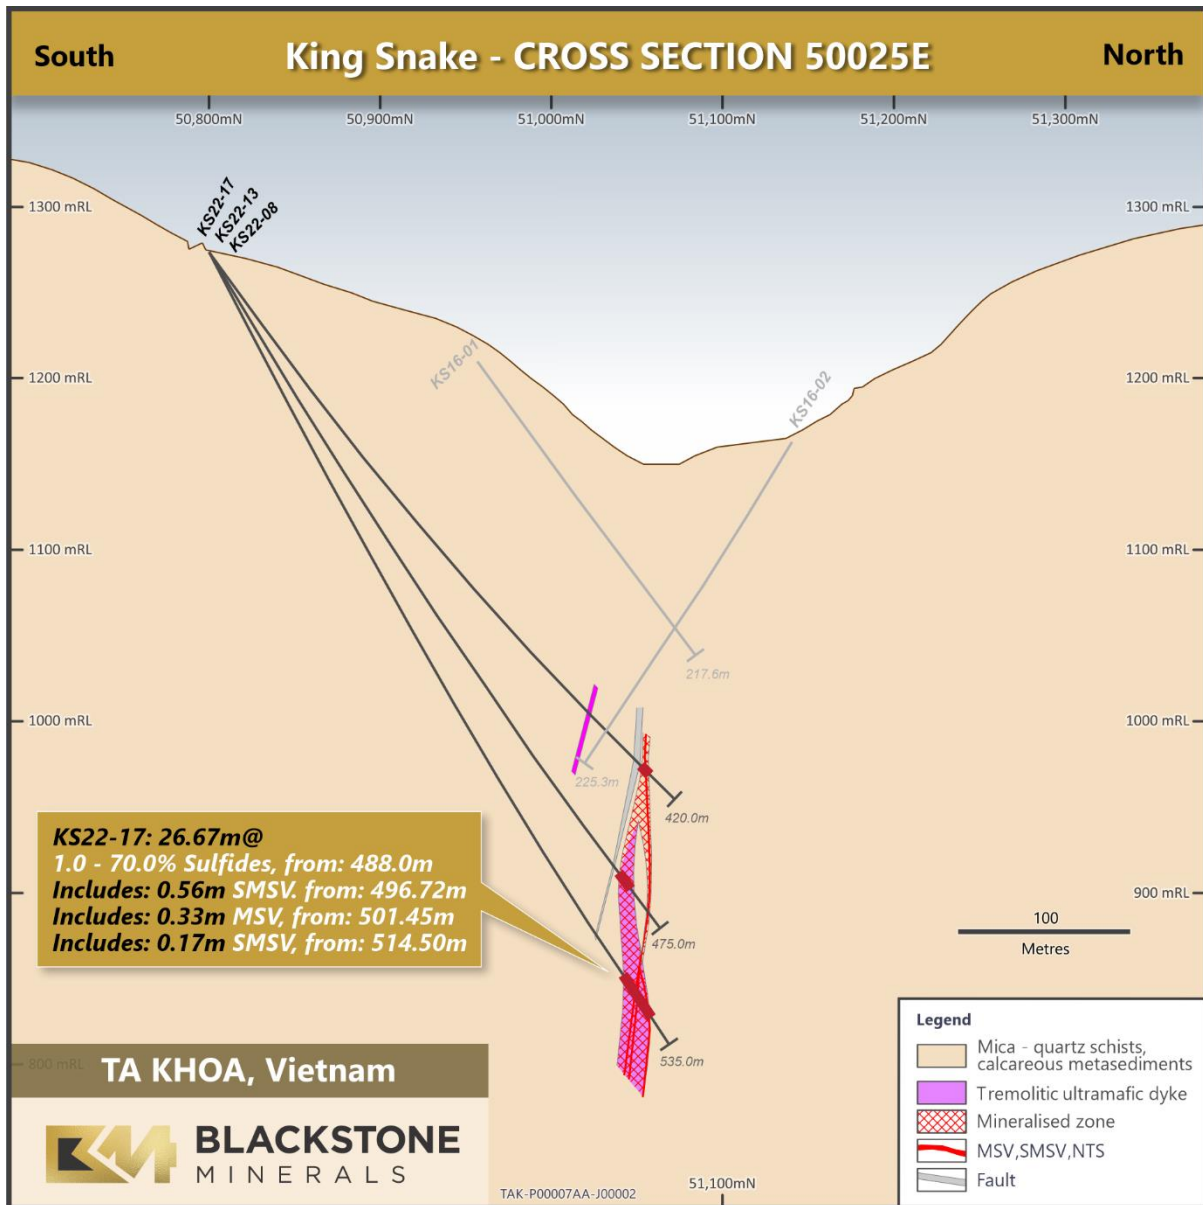 South
King Snake - CROSS SECTION 50025E
North
50,800mN
50,900mN
51,000mN
51,100mN
51,200mN
51,300mN
KS22-17
KS22-13
KS22-08
1300 mRL
1300 mRL
KS16-01
KS16-02
1200 mRL
1200 mRL
1100 mRL
1100 mRL
217.6m
1000 mRL
1000 mRL
225.3m
420.0m
KS22-17: 26.67m@
1.0 - 70.0% Sulfides, from: 488.0m
Includes: 0.56m SMSV. from: 496.72m
Includes: 0.33m MSV, from: 501.45m
Includes: 0.17m SMSV, from: 514.50m
900 mRL
475.0m
100
Metres
535.0m
800 mRL
TA KHOA, Vietnam
BLACKSTONE
MINERALS
TAK-P00007AA-J00002
51,100mN
Legend
Mica - quartz schists,
calcareous metasediments
Tremolitic ultramafic dyke
Mineralised zone
MSV,SMSV,NTS
Fault